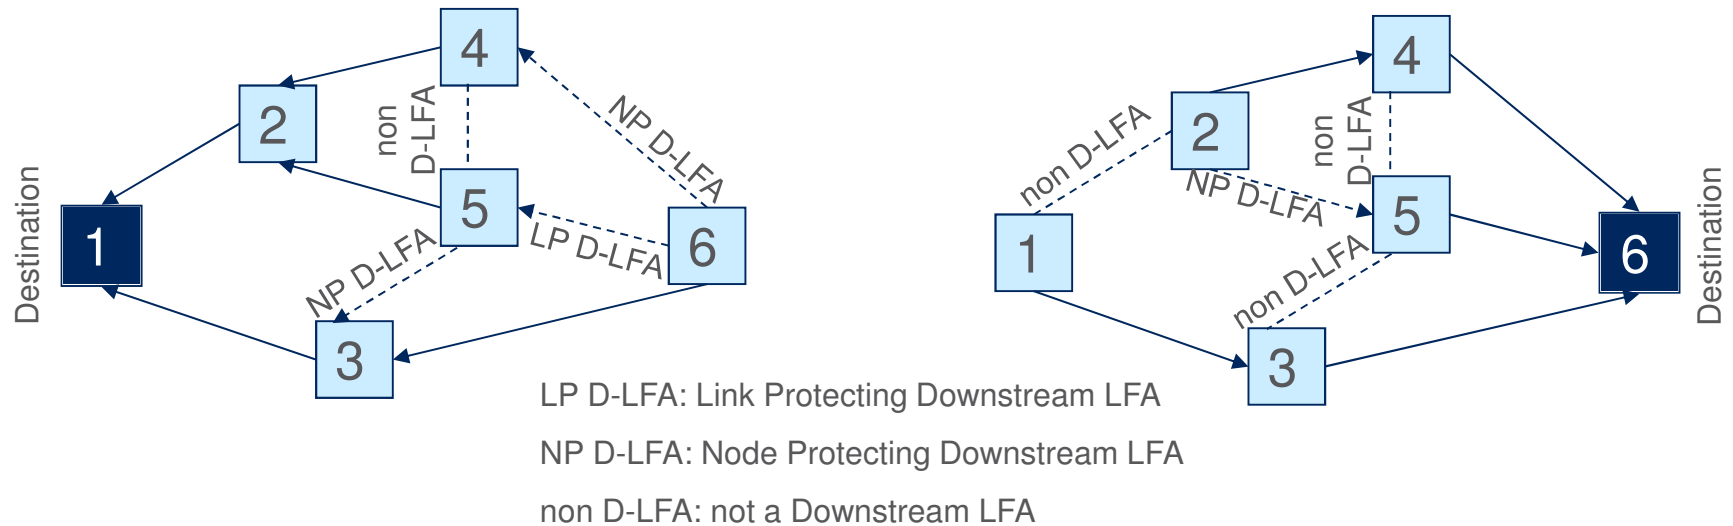 4
non
D-LFA
NP D-LFA
2
Destination
1
5
LP D-LFA
6
NP D-LFA
3
4
non D-LFA
2
non
D-LFA
NP D-LFA
5
1
6
Destination
non D-LFA
3
LP D-LFA: Link Protecting Downstream LFA
NP D-LFA: Node Protecting Downstream LFA
non D-LFA: not a Downstream LFA